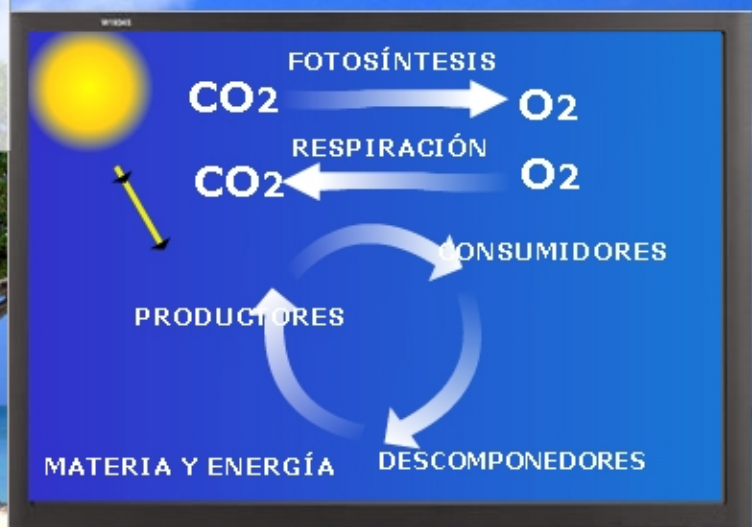 FOTOSÍNTESIS
CO2 O2
RESPIRACIÓN
CO2 O2
CONSUMIDORES
PRODUCTORES
MATERIA Y ENERGÍA
DESCOMPONEDORES